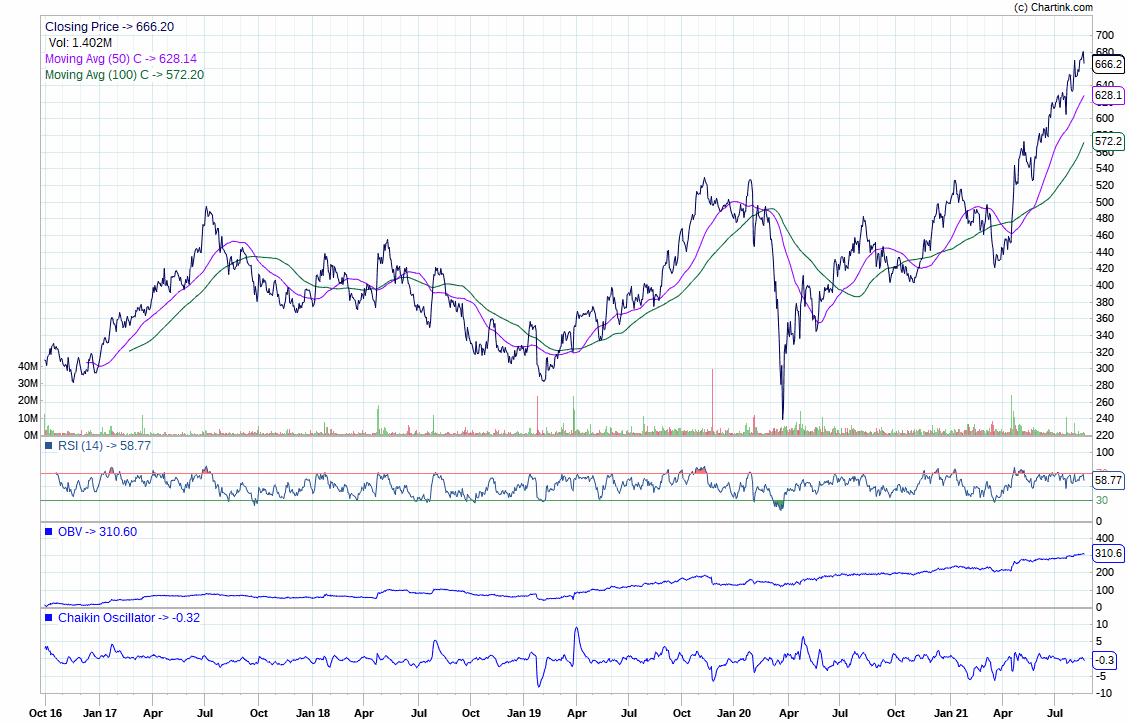 (c) Chartink.com
Closing Price -> 666.20
Vol: 1.402M
Moving Avg (50) C -> 628.14
Moving Avg (100) C -> 572.20
700
680
666.2
640
628.1
600
572.2
560
540
520
500
480
460
440
420
400
380
360
340
320
300
280
260
240
220
40M
30M
20M
10M
0M
RSI (14) -> 58.77
100
58.77
30
0
OBV -> 310.60
400
310.6
200
100
0
Chaikin Oscillator -> -0.32
10
5
-0.3
-5
-10
Oct 16 Jan 17 Apr Jul Oct Jan 18 Apr Jul Oct Jan 19 Apr Jul Oct Jan 20 Apr Jul Oct Jan 21 Apr Jul